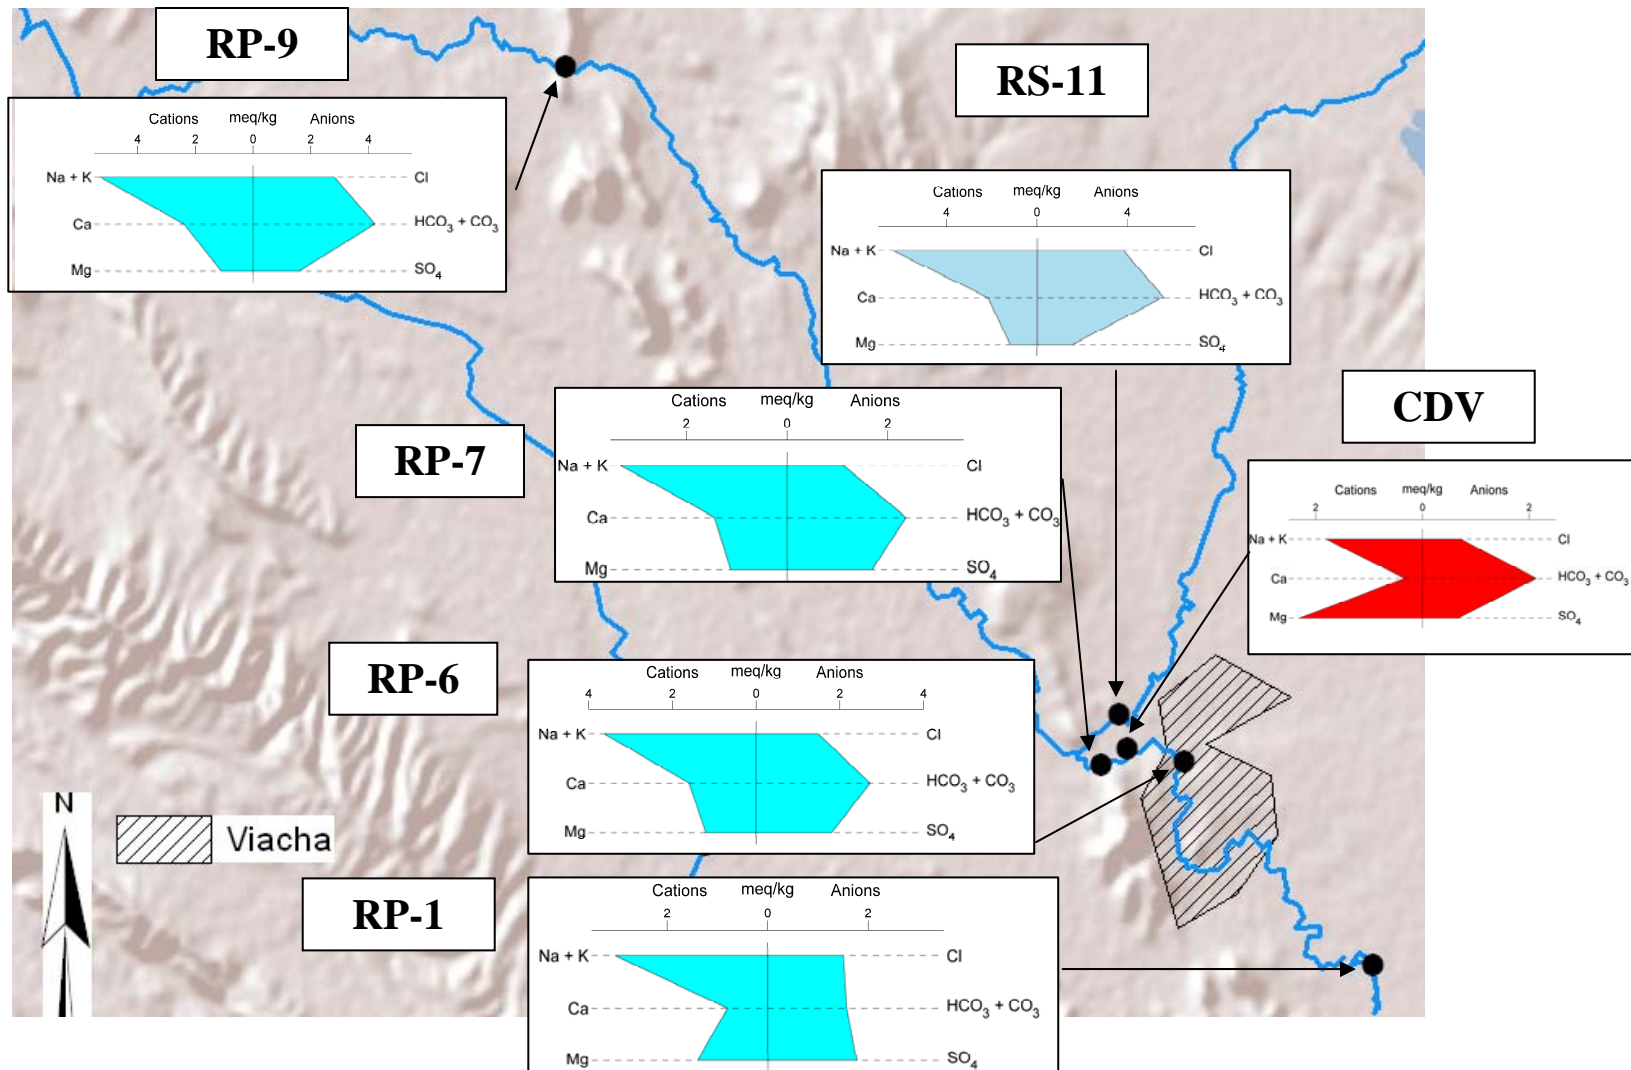 RP-9
Cations meq/kg Anions
4 2 0 2 4
Na + K Cl
Ca HCO3 + CO3
Mg SO4
RS-11
Cations meq/kg Anions
4 0 4
Na + K Cl
Ca HCO3 + CO3
Mg SO4
RP-7
Cations meq/kg Anions
2 0 2
Na + K Cl
Ca HCO3 + CO3
Mg SO4
CDV
Cations meq/kg Anions
2 0 2
Na + K Cl
Ca HCO3 + CO3
Mg SO4
RP-6
Cations meq/kg Anions
4 2 0 2 4
Na + K Cl
Ca HCO3 + CO3
Mg SO4
N
Viacha
RP-1
Cations meq/kg Anions
2 0 2
Na + K Cl
Ca HCO3 + CO3
Mg SO4